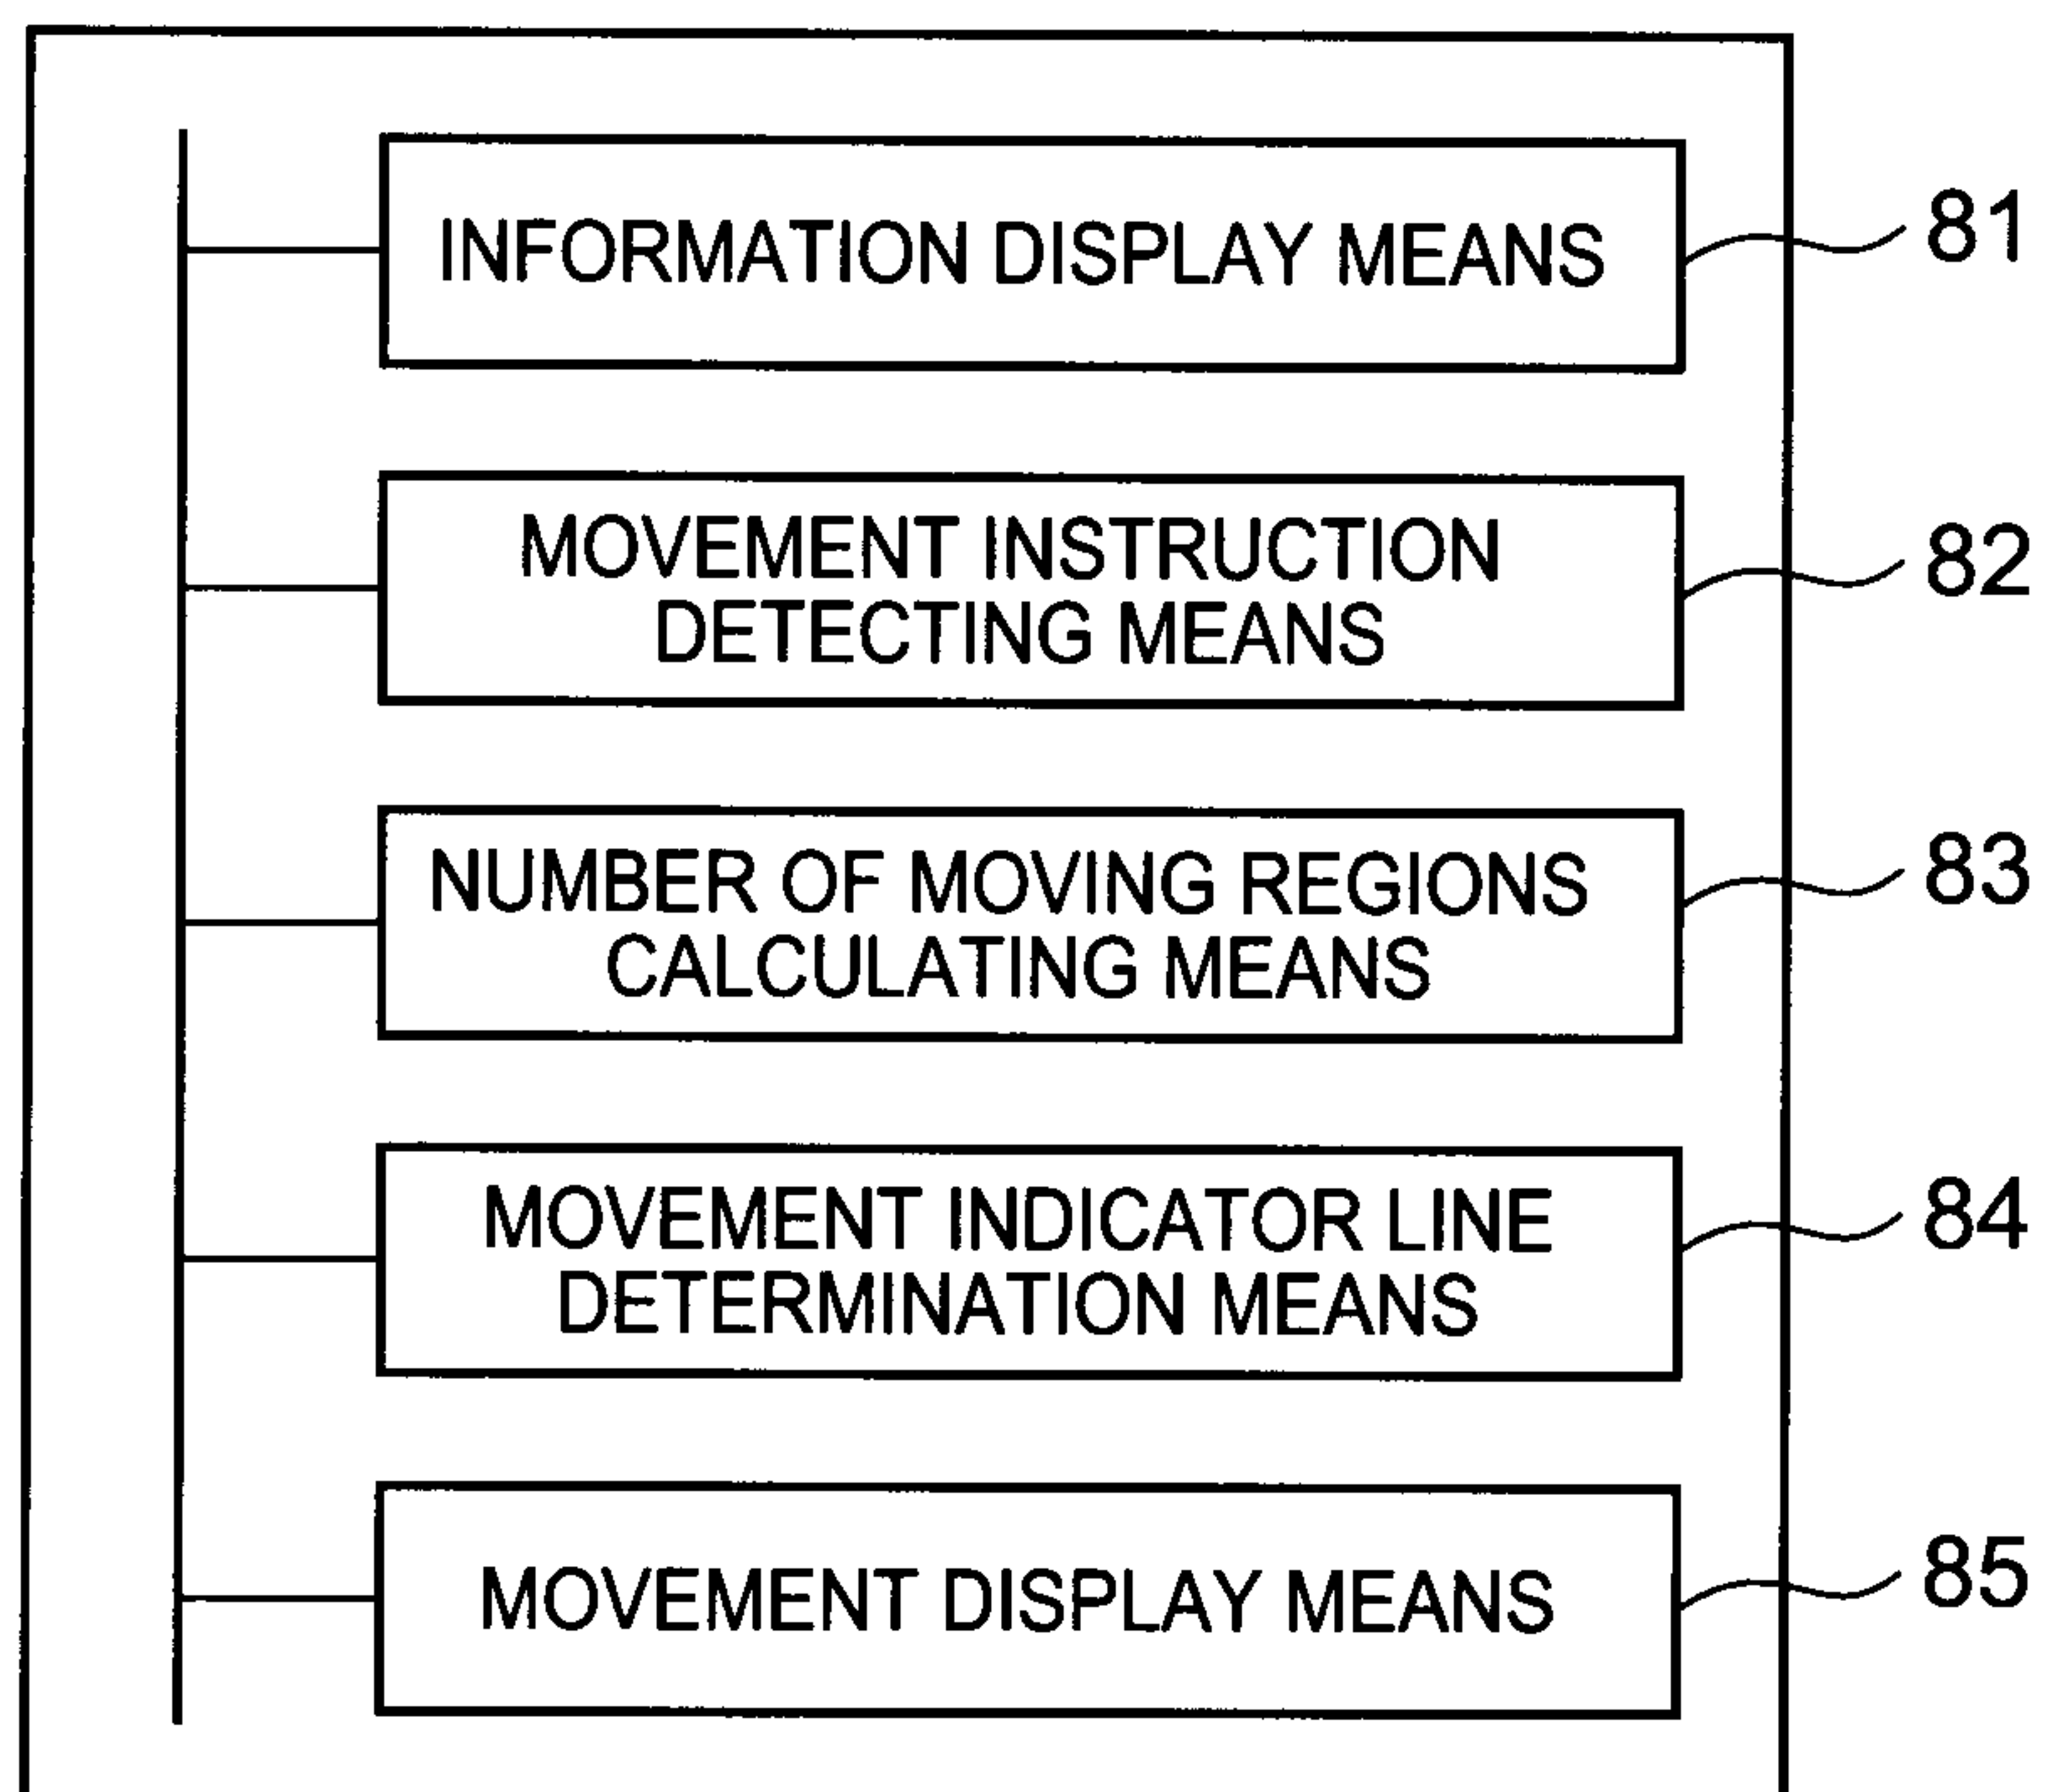 INFORMATION DISPLAY MEANS
81
MOVEMENT INSTRUCTION
DETECTING MEANS
82
NUMBER OF MOVING REGIONS
CALCULATING MEANS
83
MOVEMENT INDICATOR LINE
DETERMINATION MEANS
84
MOVEMENT DISPLAY MEANS
85